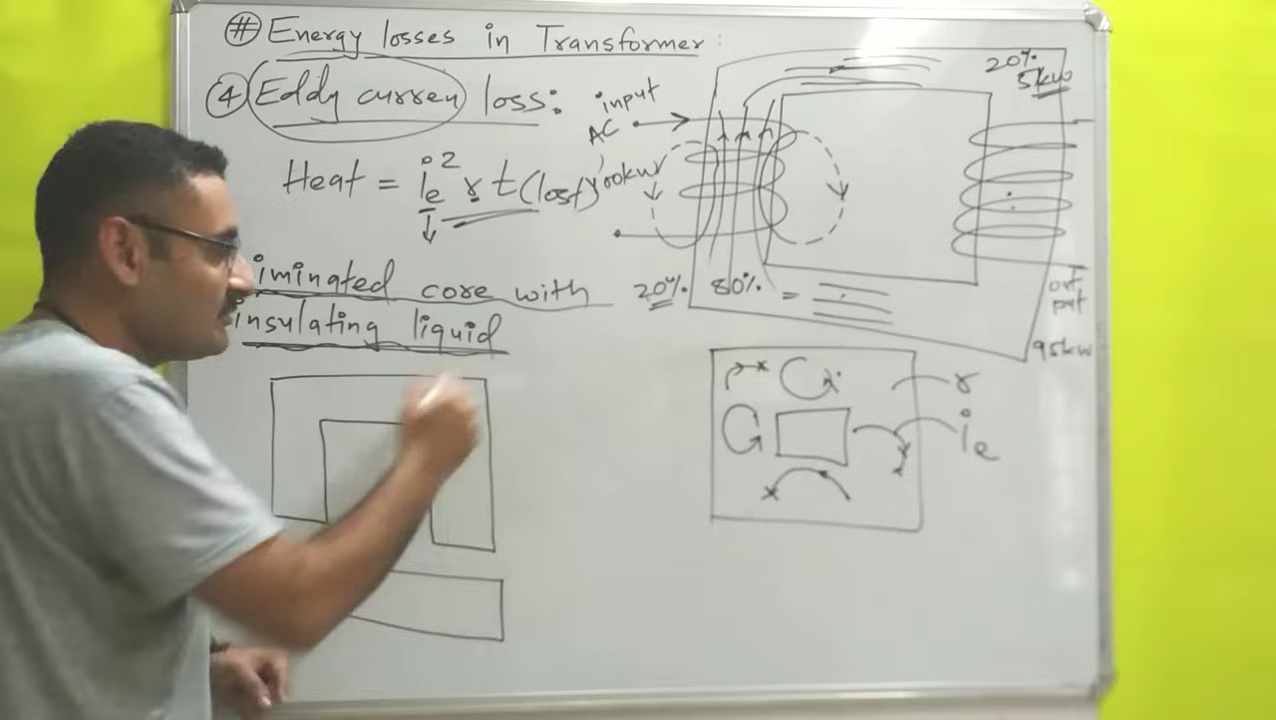 # Energy losses in Transformer:
④ Eddy curren loss:
Heat = ie² r t (lost)
iminated core with
insulating liquid
input
AC
100kw
20% 80% =
20%
5kw
out
put
95kw
r
ie